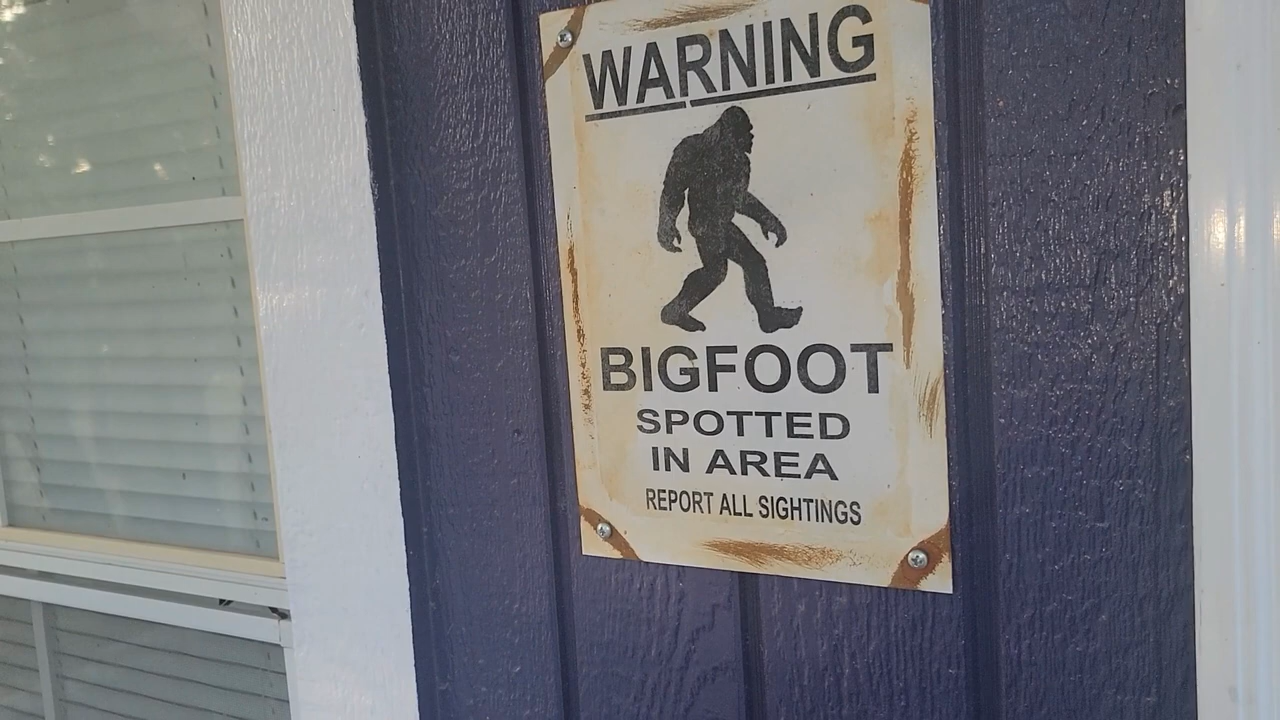 WARNING
BIGFOOT
SPOTTED
IN AREA
REPORT ALL SIGHTINGS